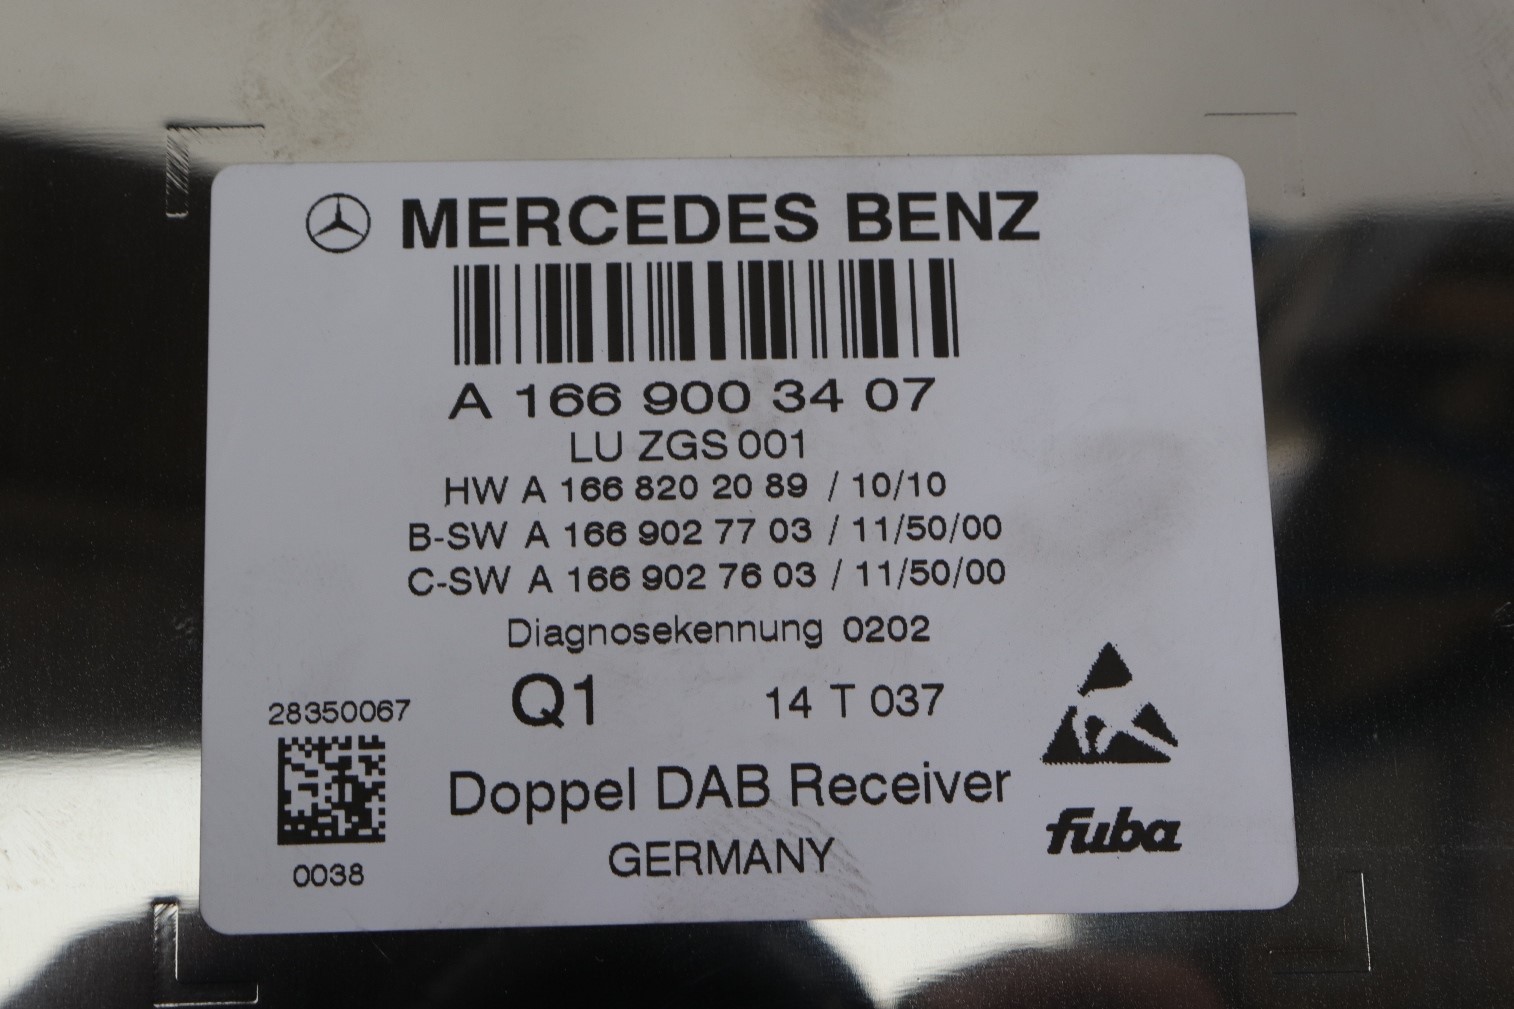 MERCEDES BENZ
A 166 900 34 07
LU ZGS 001
HW A 166 820 20 89 / 10/10
B-SW A 166 902 77 03 / 11/50/00
C-SW A 166 902 76 03 / 11/50/00
Diagnosekennung 0202
28350067
Q1 14 T 037
Doppel DAB Receiver
fuba
GERMANY
0038